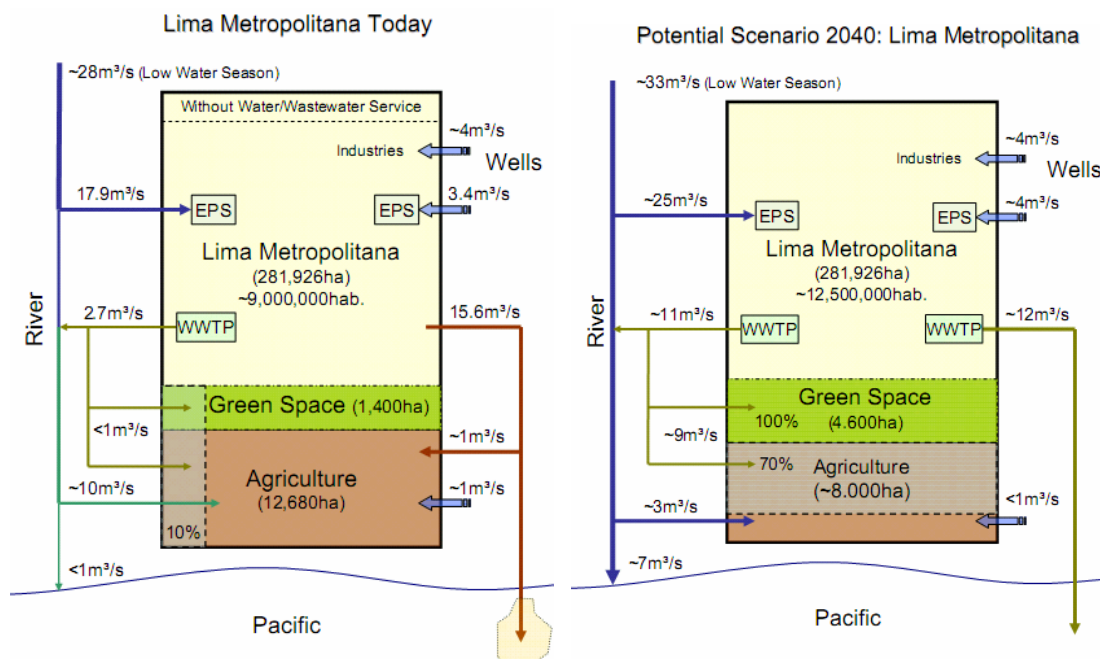 Lima Metropolitana Today
~28m³/s (Low Water Season)
Without Water/Wastewater Service
~4m³/s
Industries
Wells
17.9m³/s
3.4m³/s
EPS
EPS
Lima Metropolitana
(281,926ha)
~9,000,000hab.
River
2.7m³/s
WWTP
15.6m³/s
Green Space (1,400ha)
<1m³/s
~1m³/s
Agriculture
(12,680ha)
~10m³/s
~1m³/s
10%
<1m³/s
Pacific
Potential Scenario 2040: Lima Metropolitana
~33m³/s (Low Water Season)
~4m³/s
Industries
Wells
~25m³/s
~4m³/s
EPS
EPS
Lima Metropolitana
(281,926ha)
~12,500,000hab.
River
~11m³/s
WWTP
WWTP
~12m³/s
Green Space
(4.600ha)
100%
~9m³/s
70%
Agriculture
(~8.000ha)
<1m³/s
~3m³/s
~7m³/s
Pacific